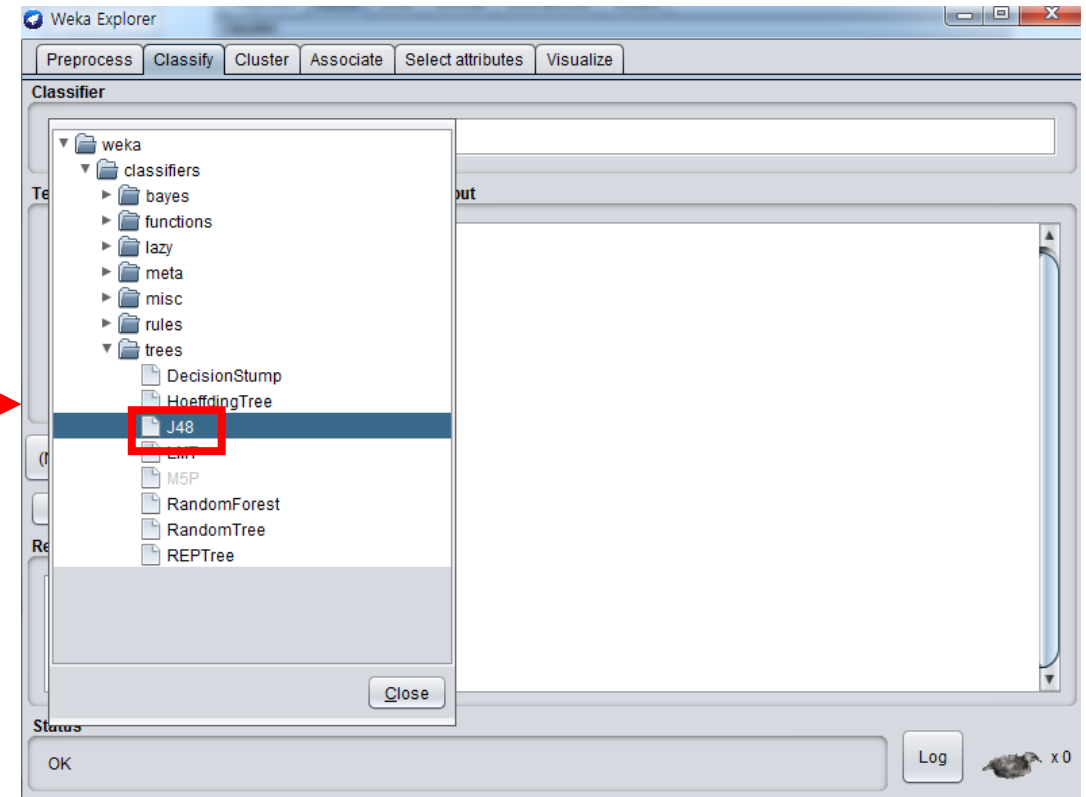 Weka Explorer
Preprocess Classify Cluster Associate Select attributes Visualize
Classifier
weka
classifiers
bayes
functions
lazy
meta
misc
rules
trees
DecisionStump
HoeffdingTree
J48
LMT
M5P
RandomForest
RandomTree
REPTree
Close
Status
OK
Log
x 0